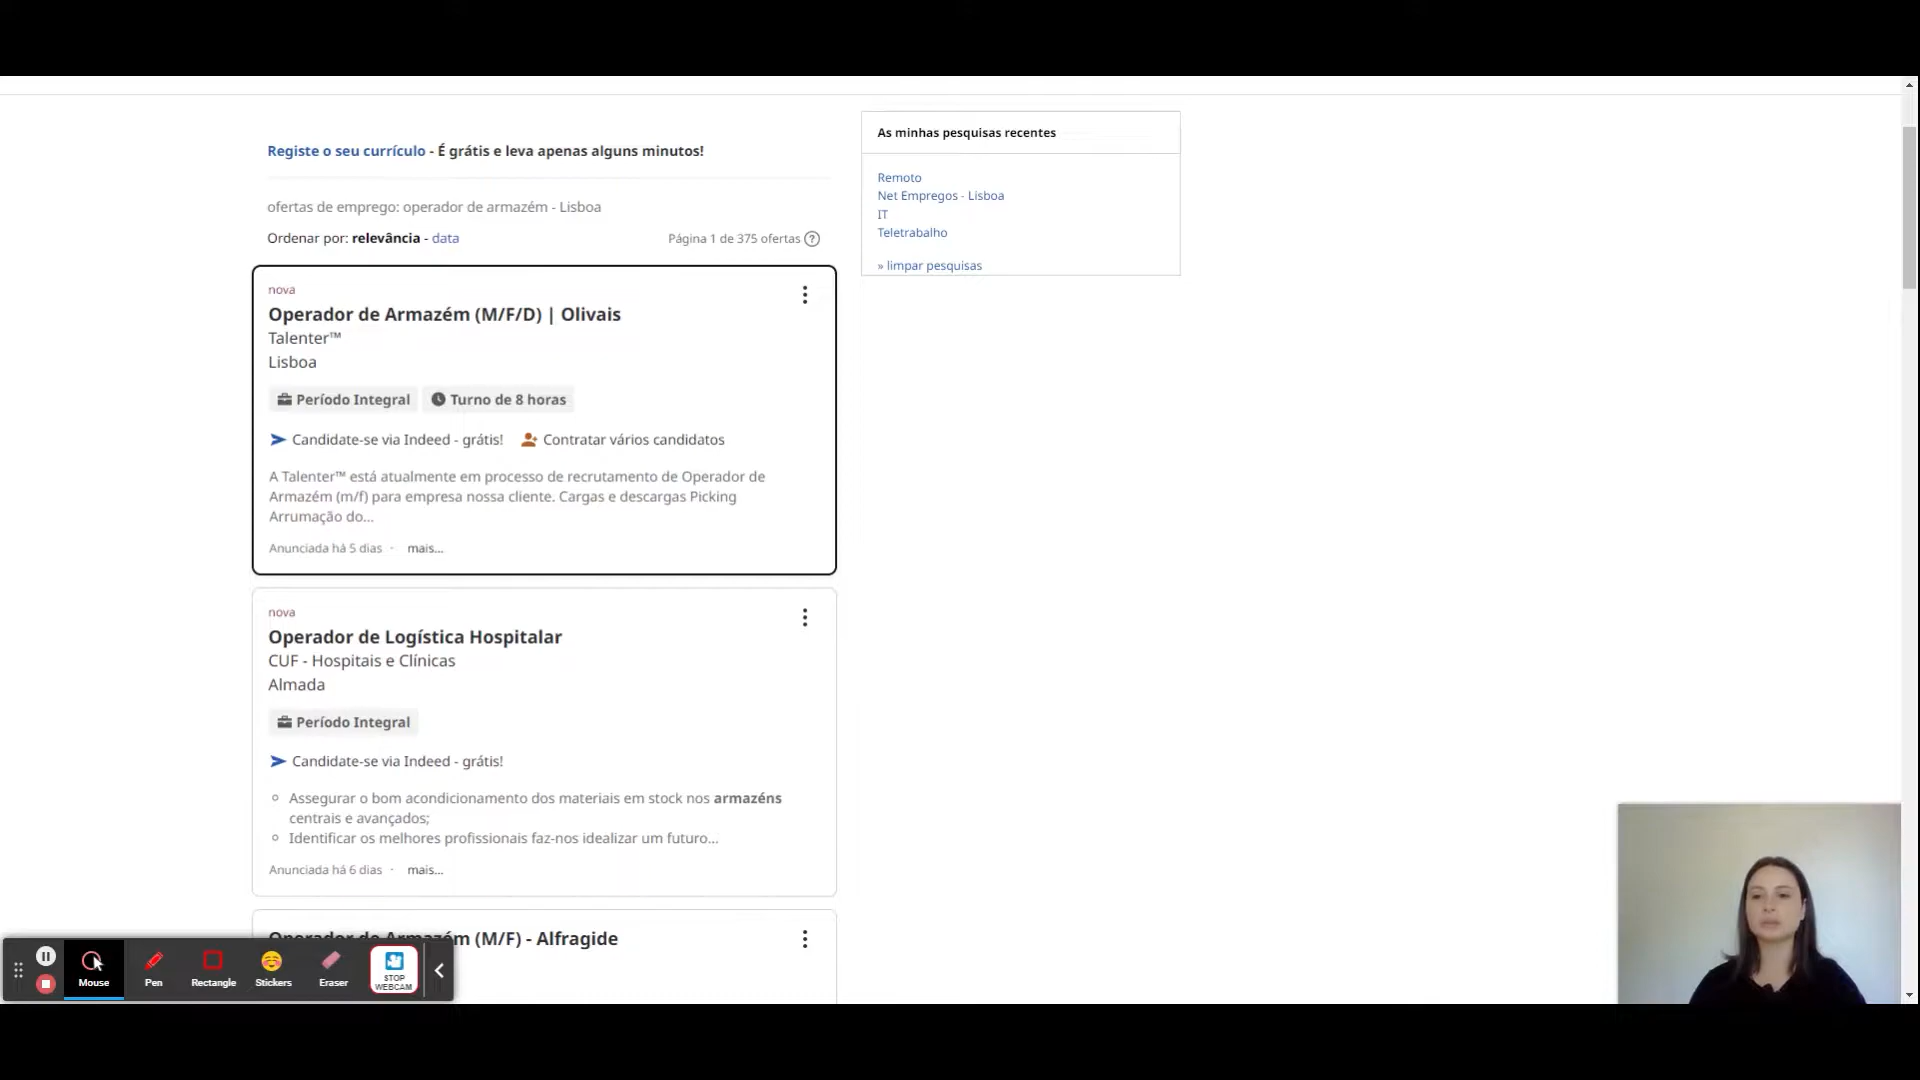 Registe o seu currículo - É grátis e leva apenas alguns minutos!
ofertas de emprego: operador de armazém - Lisboa
Ordenar por: relevância - data
Página 1 de 375 ofertas ?
nova
Operador de Armazém (M/F/D) | Olivais
Talenter™
Lisboa
Período Integral
Turno de 8 horas
Candidate-se via Indeed - grátis!
Contratar vários candidatos
A Talenter™ está atualmente em processo de recrutamento de Operador de
Armazém (m/f) para empresa nossa cliente. Cargas e descargas Picking
Arrumação do...
Anunciada há 5 dias · mais...
nova
Operador de Logística Hospitalar
CUF - Hospitais e Clínicas
Almada
Período Integral
Candidate-se via Indeed - grátis!
Assegurar o bom acondicionamento dos materiais em stock nos armazéns
centrais e avançados;
Identificar os melhores profissionais faz-nos idealizar um futuro...
Anunciada há 6 dias · mais...
Operador de Armazém (M/F) - Alfragide
As minhas pesquisas recentes
Remoto
Net Empregos - Lisboa
IT
Teletrabalho
» limpar pesquisas
Mouse
Pen
Rectangle
Stickers
Eraser
STOP
WEBCAM